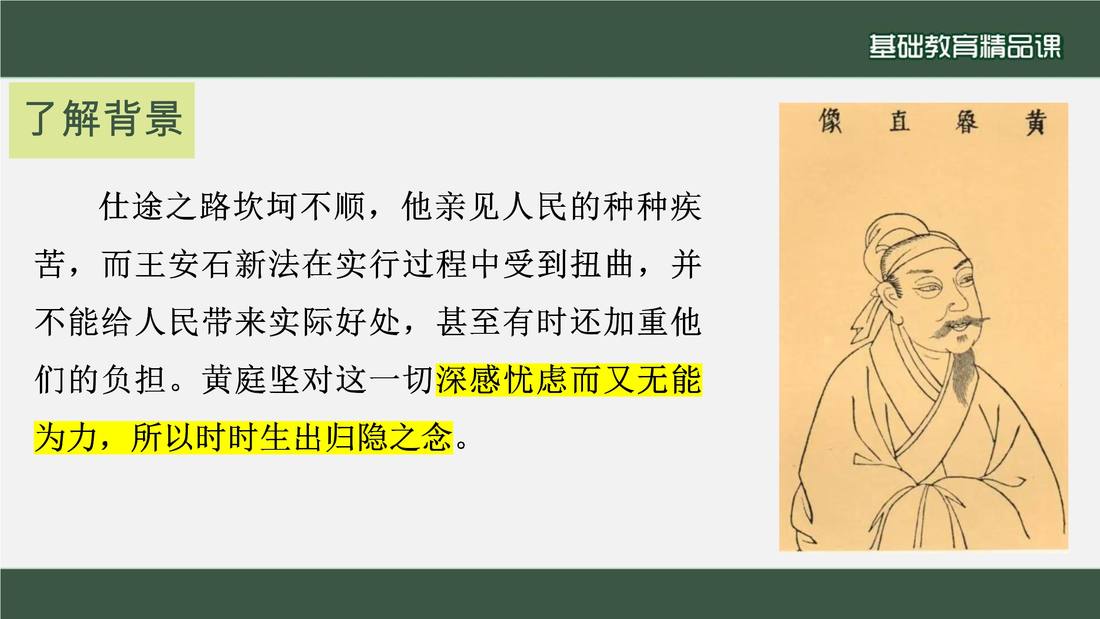 基础教育精品课
了解背景
仕途之路坎坷不顺，他亲见人民的种种疾
苦，而王安石新法在实行过程中受到扭曲，并
不能给人民带来实际好处，甚至有时还加重他
们的负担。黄庭坚对这一切深感忧虑而又无能
为力，所以时时生出归隐之念。
黄魯直像